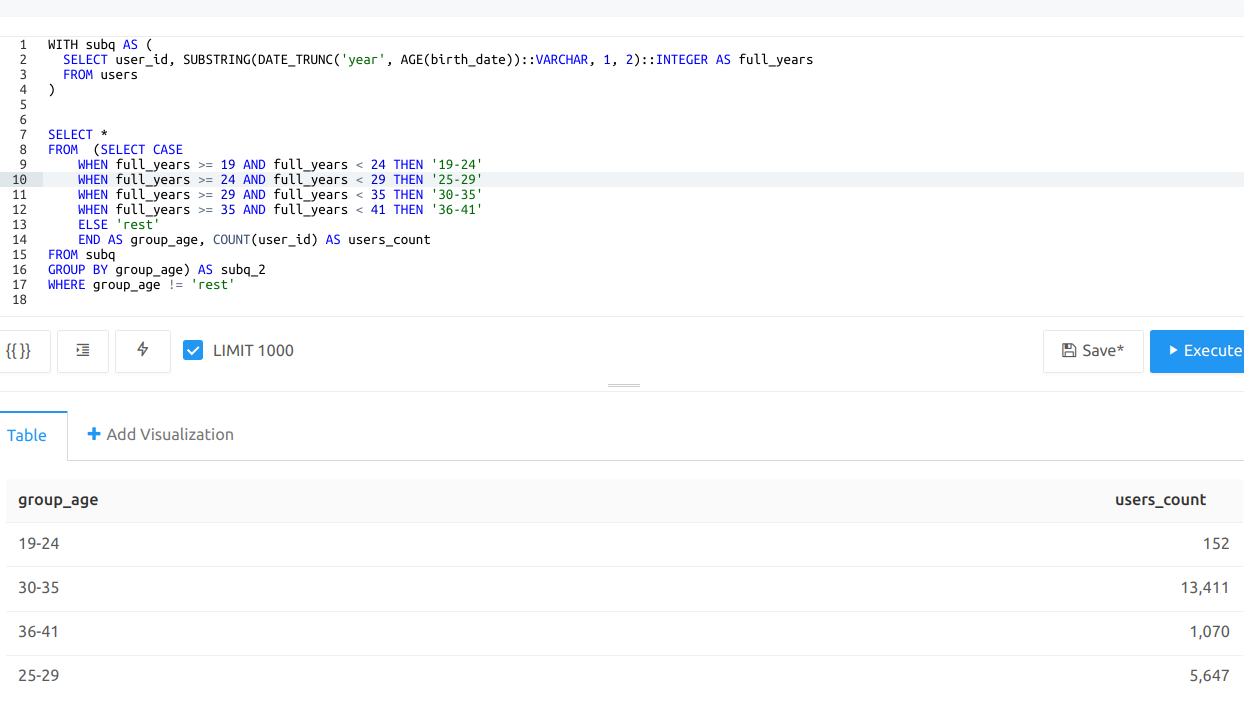 1 WITH subq AS (
2 SELECT user_id, SUBSTRING(DATE_TRUNC('year', AGE(birth_date))::VARCHAR, 1, 2)::INTEGER AS full_years
3 FROM users
4 )
5
6
7 SELECT *
8 FROM (SELECT CASE
9 WHEN full_years >= 19 AND full_years < 24 THEN '19-24'
10 WHEN full_years >= 24 AND full_years < 29 THEN '25-29'
11 WHEN full_years >= 29 AND full_years < 35 THEN '30-35'
12 WHEN full_years >= 35 AND full_years < 41 THEN '36-41'
13 ELSE 'rest'
14 END AS group_age, COUNT(user_id) AS users_count
15 FROM subq
16 GROUP BY group_age) AS subq_2
17 WHERE group_age != 'rest'
18
{{ }} LIMIT 1000 Save* Execute
Table Add Visualization
group_age users_count
19-24 152
30-35 13,411
36-41 1,070
25-29 5,647